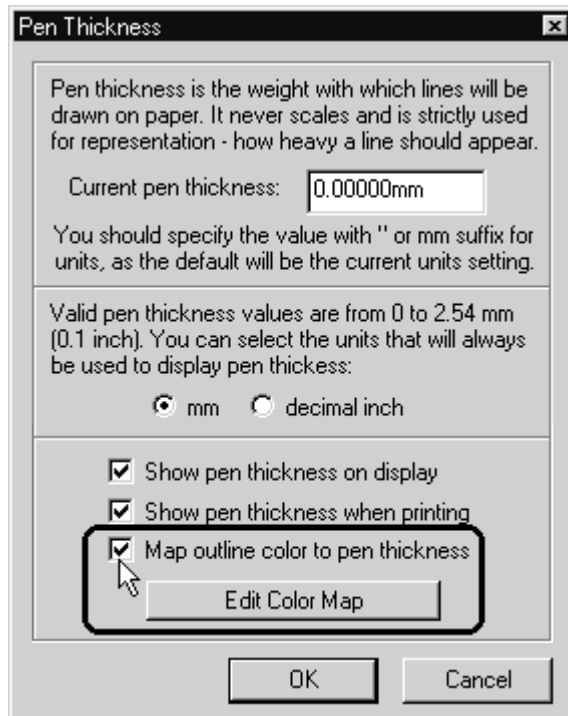 Pen Thickness
Pen thickness is the weight with which lines will be
drawn on paper. It never scales and is strictly used
for representation - how heavy a line should appear.
Current pen thickness: 0.00000mm
You should specify the value with " or mm suffix for
units, as the default will be the current units setting.
Valid pen thickness values are from 0 to 2.54 mm
(0.1 inch). You can select the units that will always
be used to display pen thickess:
mm decimal inch
Show pen thickness on display
Show pen thickness when printing
Map outline color to pen thickness
Edit Color Map
OK Cancel